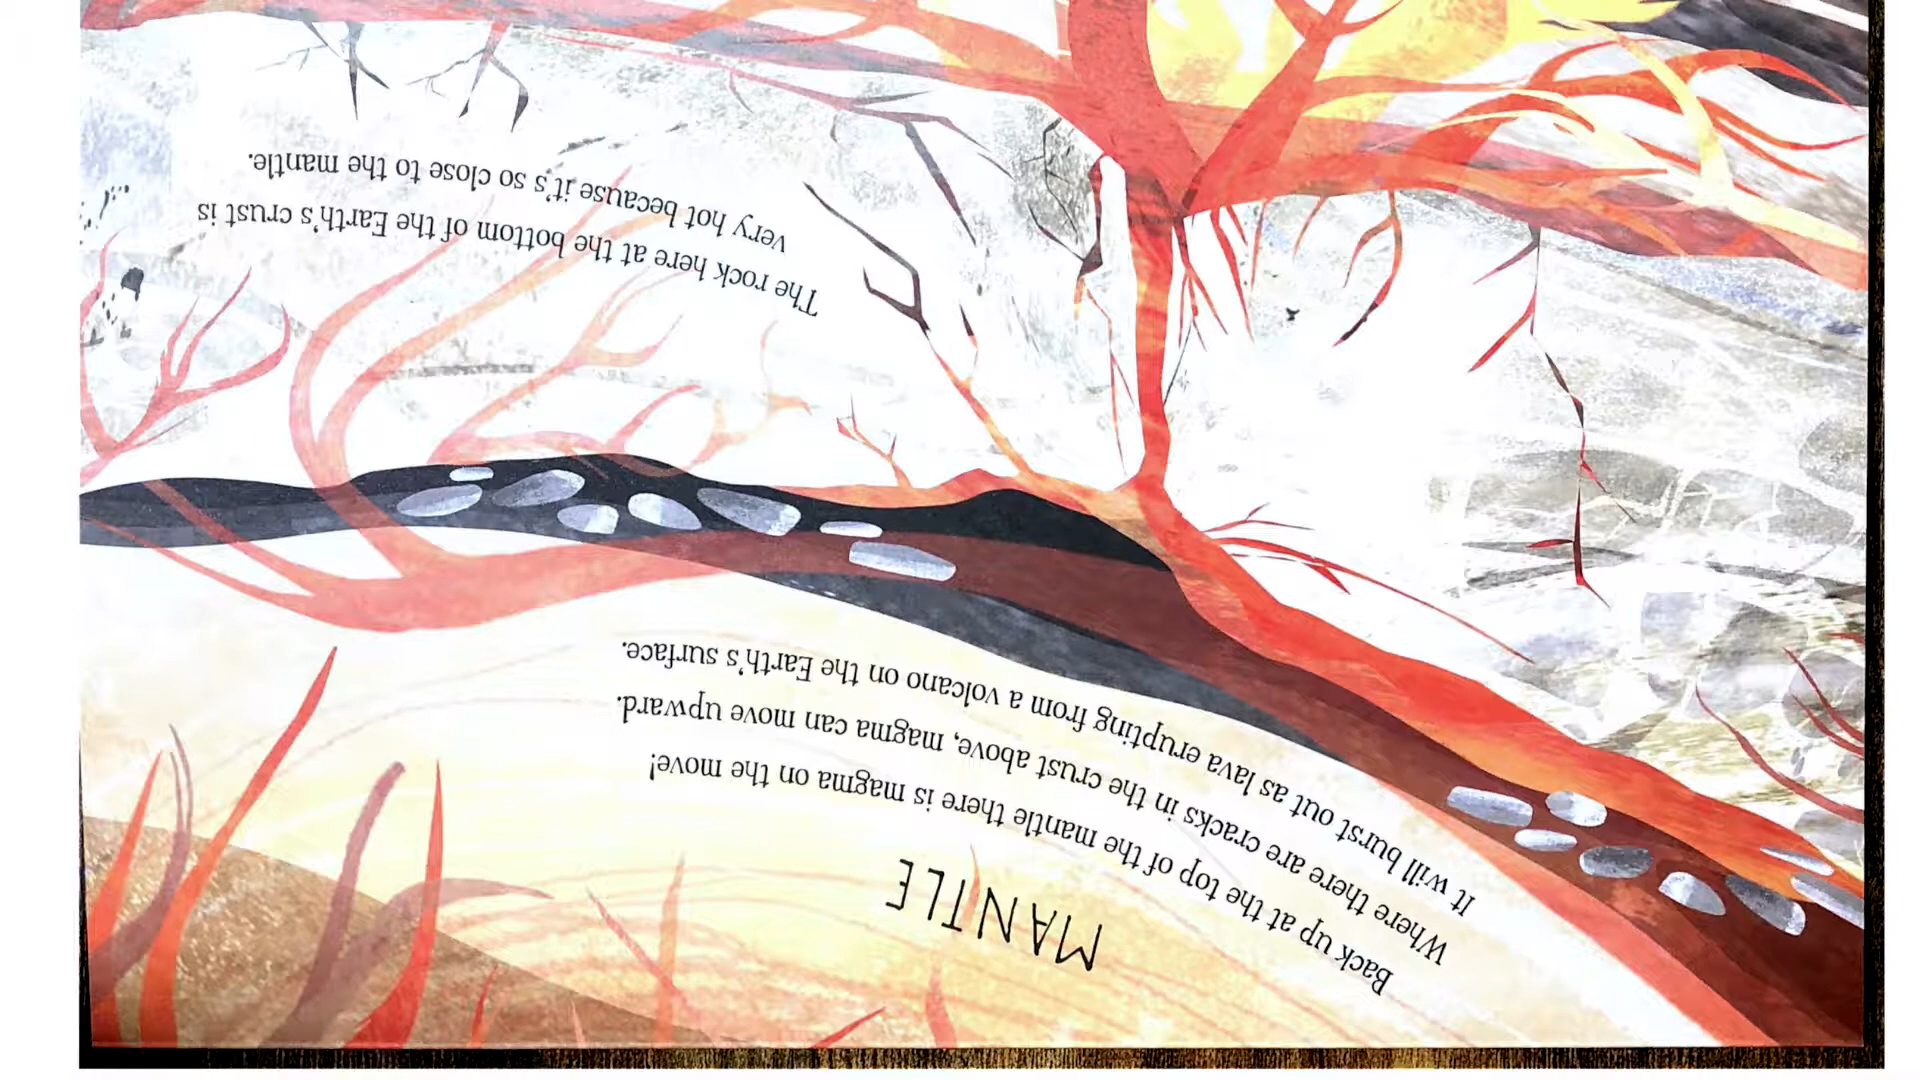 MANTLE
Back up at the top of the mantle there is magma on the move!
Where there are cracks in the crust above, magma can move upward.
It will burst out as lava erupting from a volcano on the Earth's surface.
The rock here at the bottom of the Earth's crust is
very hot because it's so close to the mantle.